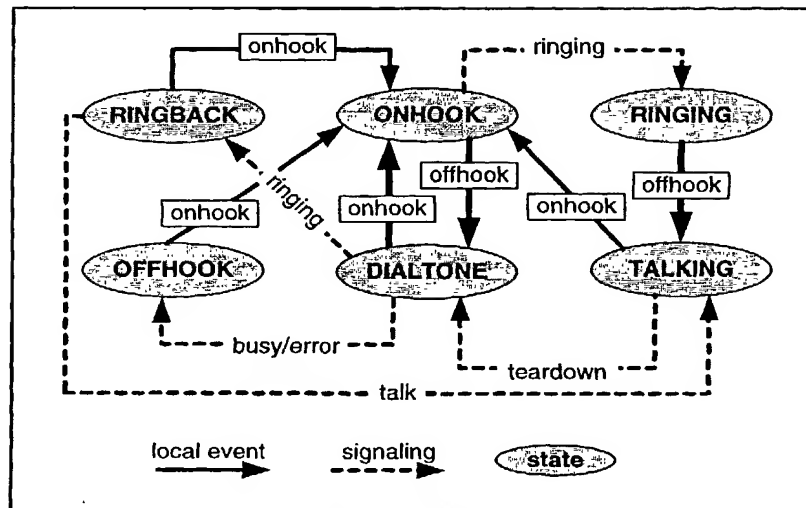 onhook
ringing
RINGBACK
ONHOOK
RINGING
onhook
ringing
onhook
offhook
onhook
offhook
OFFHOOK
DIALTONE
TALKING
busy/error
teardown
talk
local event
signaling
state